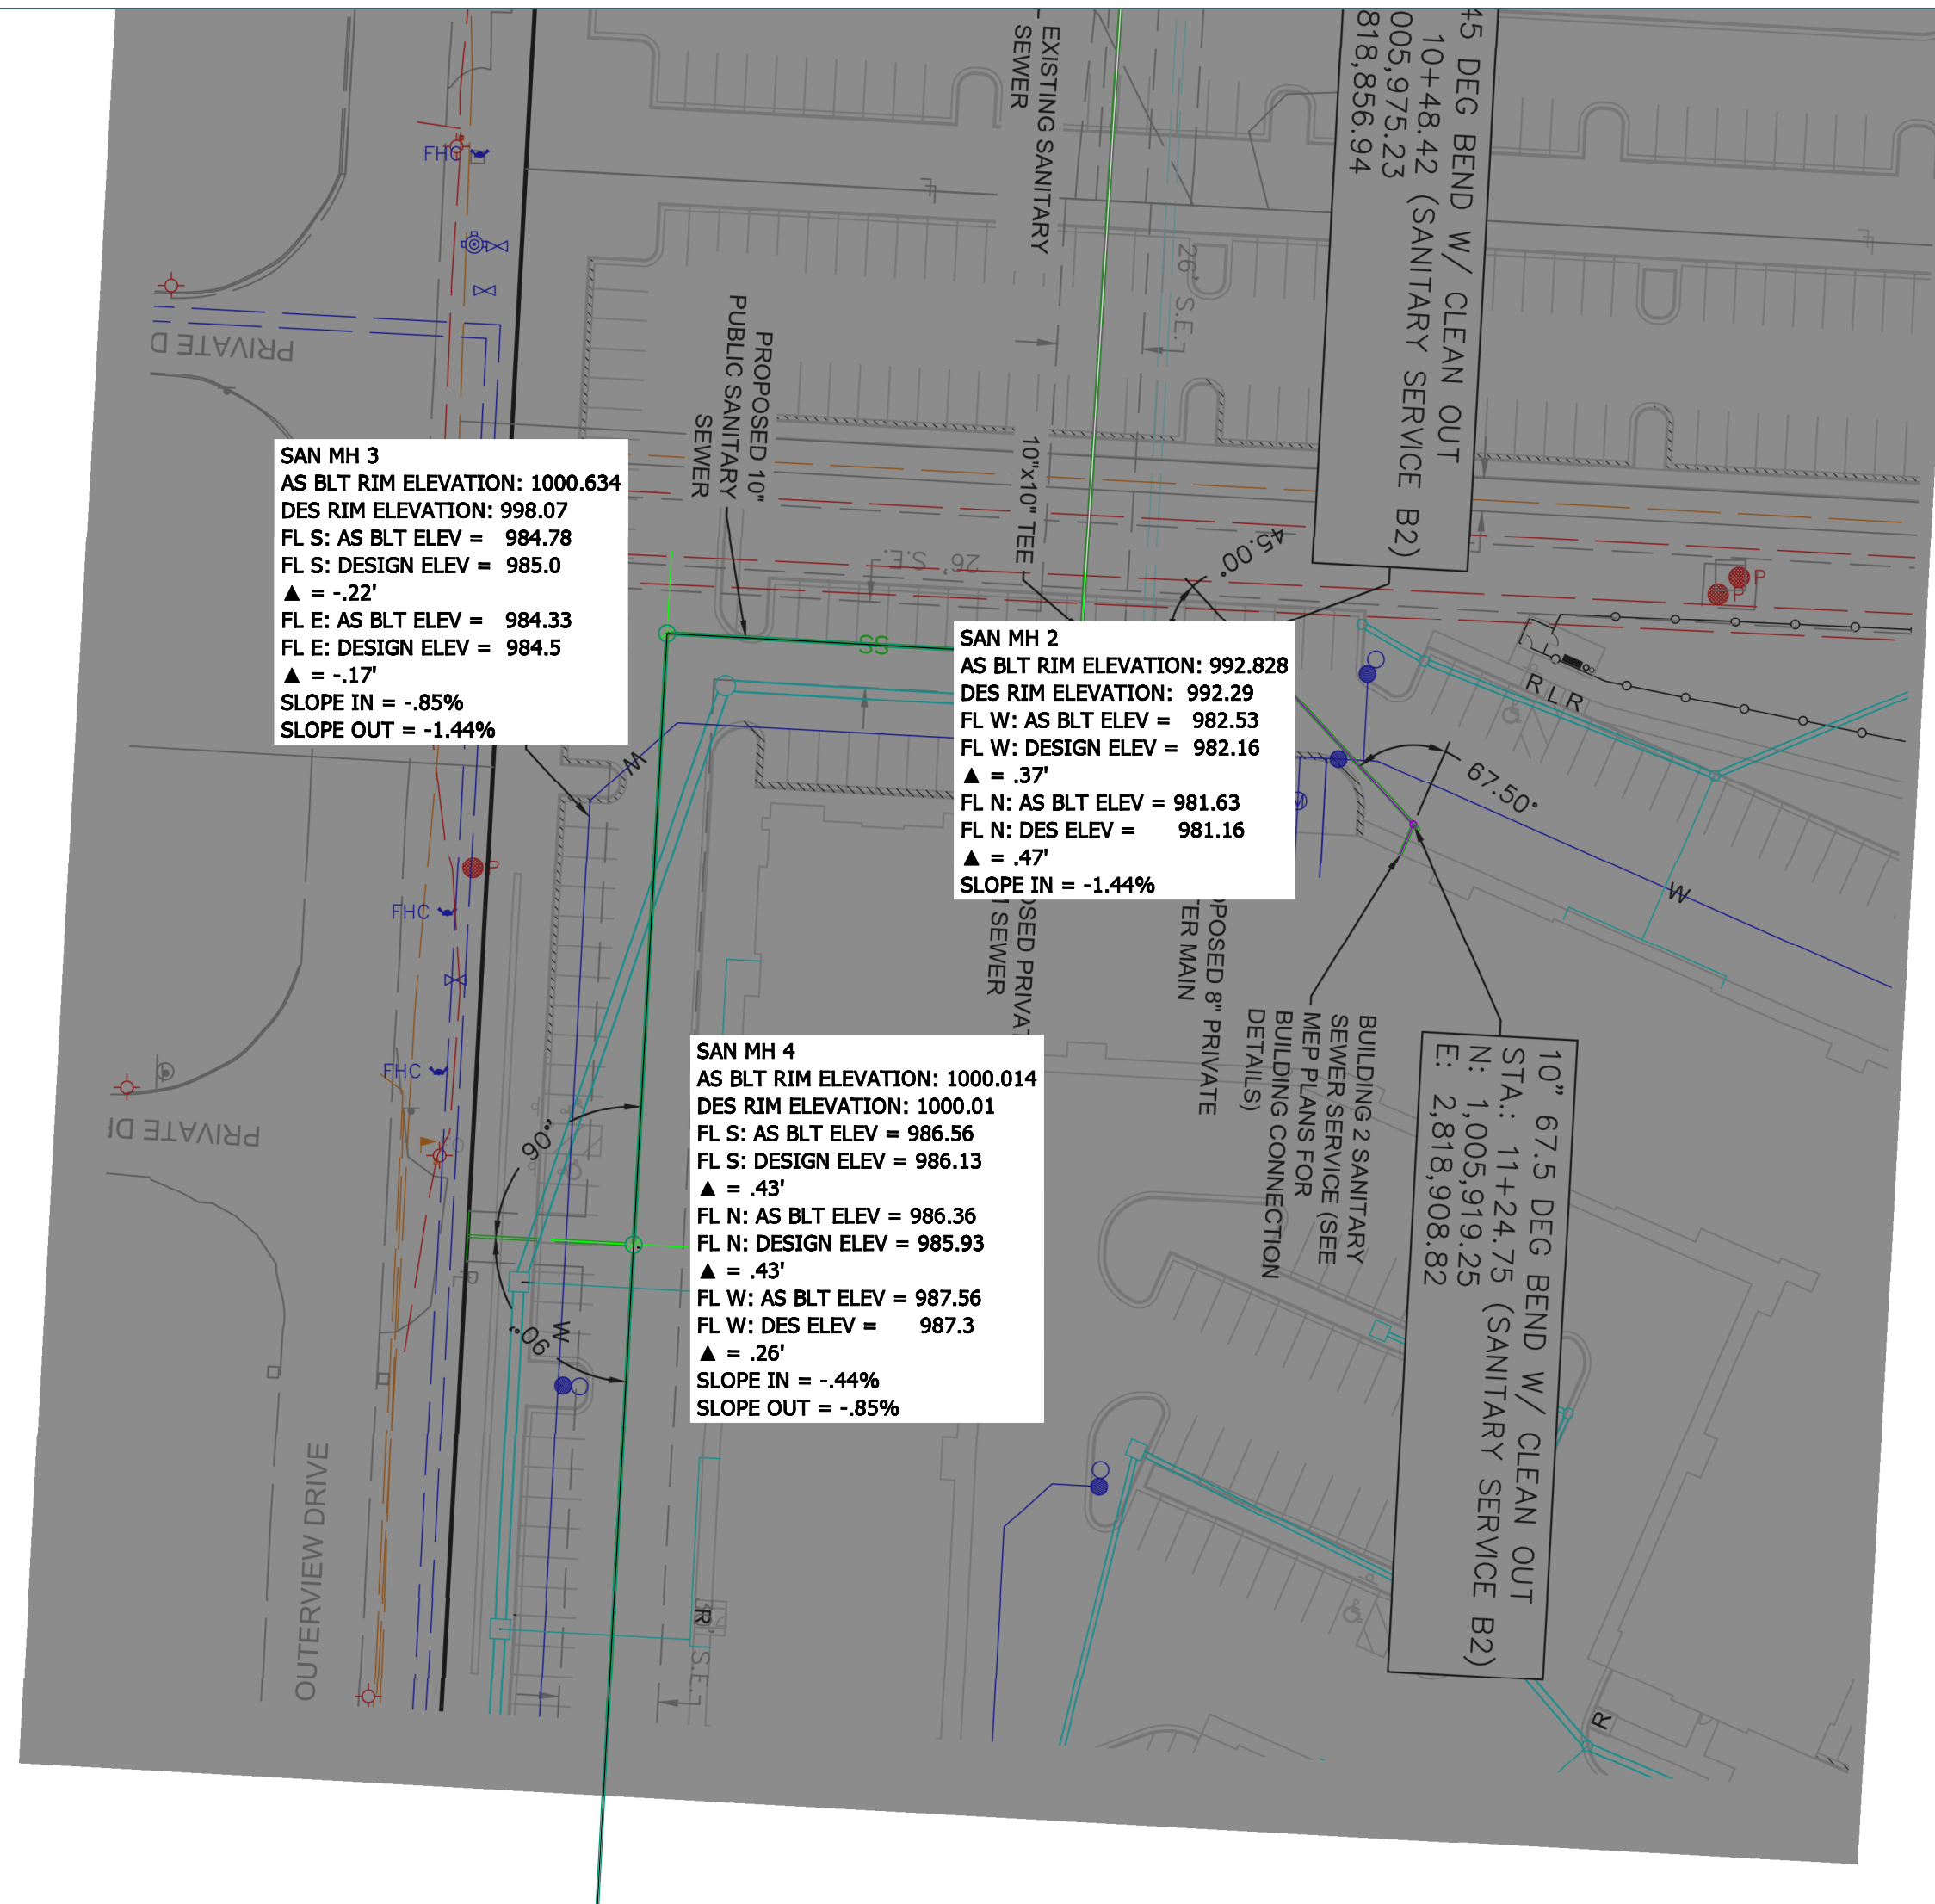 EXISTING SANITARY
SEWER
45 DEG BEND W/ CLEAN OUT
10+48.42 (SANITARY SERVICE B2)
005,975.23
818,856.94
FHC
26'
S.E.
PRIVATE D
PROPOSED 10"
PUBLIC SANITARY
SEWER
10"x10" TEE
45.00°
26' S.E.
SS
P
P
SAN MH 3
AS BLT RIM ELEVATION: 1000.634
DES RIM ELEVATION: 998.07
FL S: AS BLT ELEV = 984.78
FL S: DESIGN ELEV = 985.0
▲ = -.22'
FL E: AS BLT ELEV = 984.33
FL E: DESIGN ELEV = 984.5
▲ = -.17'
SLOPE IN = -.85%
SLOPE OUT = -1.44%
SAN MH 2
AS BLT RIM ELEVATION: 992.828
DES RIM ELEVATION: 992.29
FL W: AS BLT ELEV = 982.53
FL W: DESIGN ELEV = 982.16
▲ = .37'
FL N: AS BLT ELEV = 981.63
FL N: DES ELEV = 981.16
▲ = .47'
SLOPE IN = -1.44%
RLR
W
67.50°
W
P
FHC
FHC
OSED PRIVAT
SEWER
OPOSED 8" PRIVATE
TER MAIN
BUILDING 2 SANITARY
SEWER SERVICE (SEE
MEP PLANS FOR
BUILDING CONNECTION
DETAILS)
10" 67.5 DEG BEND W/ CLEAN OUT
STA.: 11+24.75 (SANITARY SERVICE B2)
N: 1,005,919.25
E: 2,818,908.82
SAN MH 4
AS BLT RIM ELEVATION: 1000.014
DES RIM ELEVATION: 1000.01
FL S: AS BLT ELEV = 986.56
FL S: DESIGN ELEV = 986.13
▲ = .43'
FL N: AS BLT ELEV = 986.36
FL N: DESIGN ELEV = 985.93
▲ = .43'
FL W: AS BLT ELEV = 987.56
FL W: DES ELEV = 987.3
▲ = .26'
SLOPE IN = -.44%
SLOPE OUT = -.85%
PRIVATE DI
90°
90°
W
OUTERVIEW DRIVE
R
S.E.
R